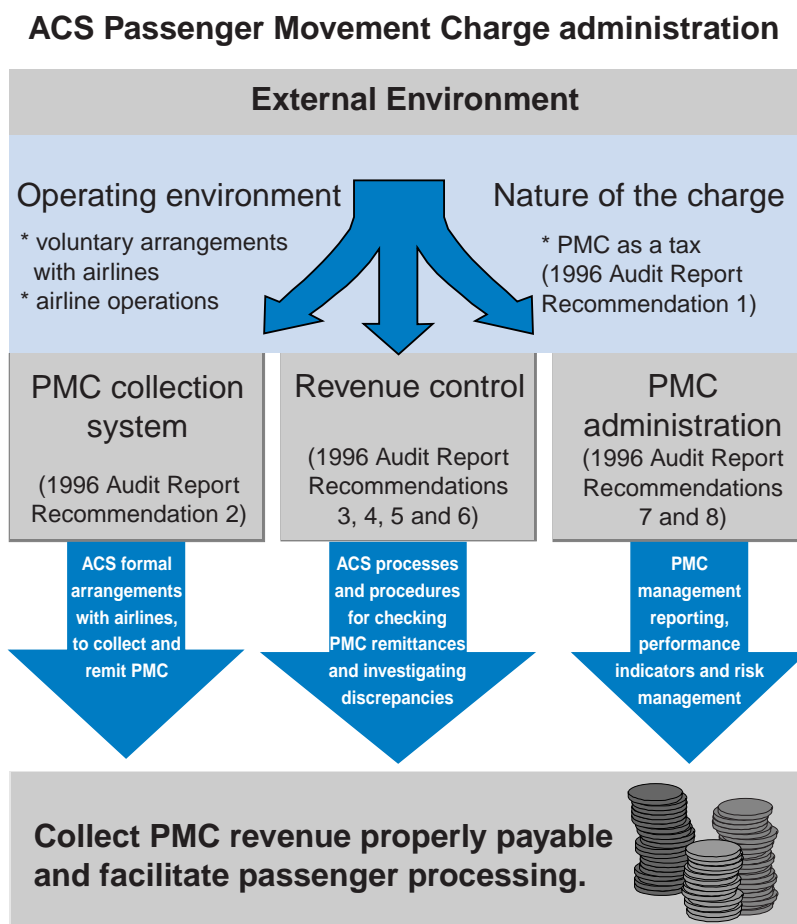 ACS Passenger Movement Charge administration
External Environment
Operating environment
* voluntary arrangements
with airlines
* airline operations
Nature of the charge
* PMC as a tax
(1996 Audit Report
Recommendation 1)
PMC collection
system
(1996 Audit Report
Recommendation 2)
Revenue control
(1996 Audit Report
Recommendations
3, 4, 5 and 6)
PMC
administration
(1996 Audit Report
Recommendations
7 and 8)
ACS formal
arrangements
with airlines,
to collect and
remit PMC
ACS processes
and procedures
for checking
PMC remittances
and investigating
discrepancies
PMC
management
reporting,
performance
indicators and risk
management
Collect PMC revenue properly payable
and facilitate passenger processing.